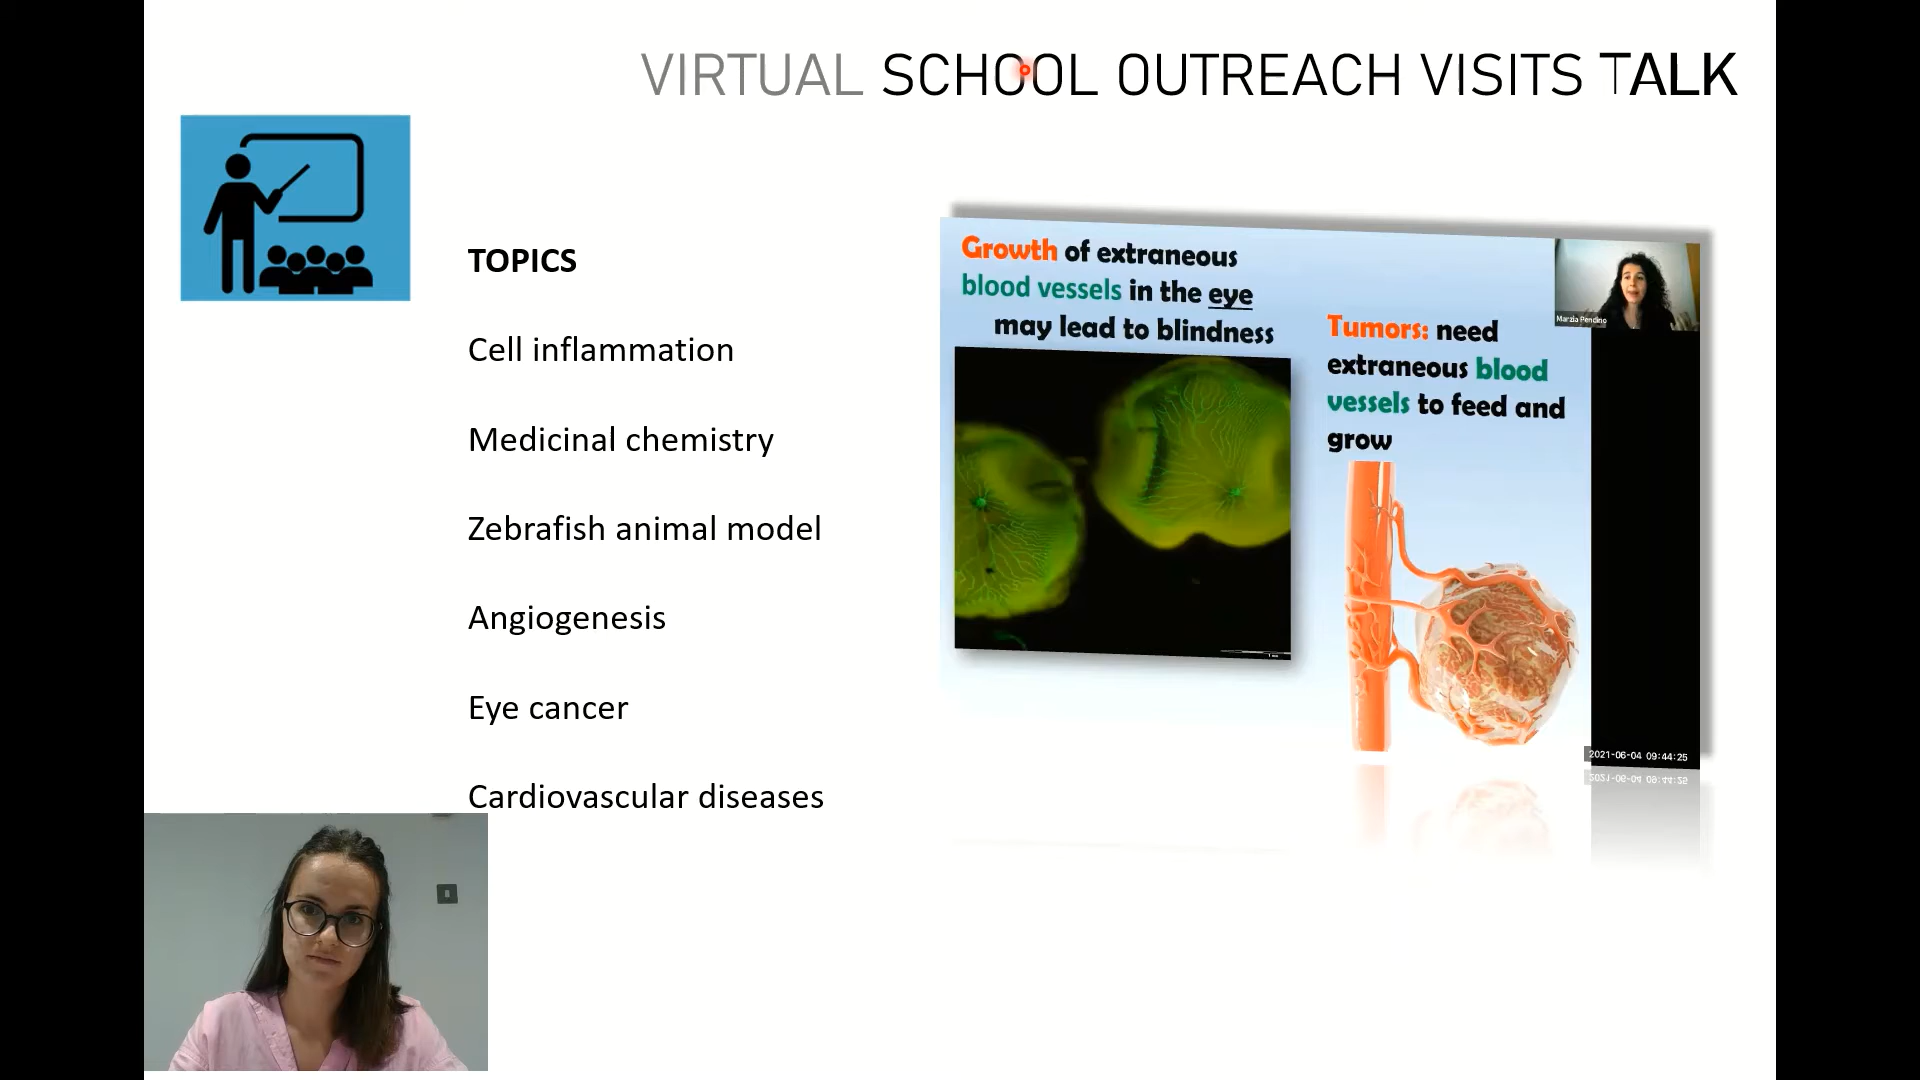 VIRTUAL SCHOOL OUTREACH VISITS TALK
TOPICS
Cell inflammation
Medicinal chemistry
Zebrafish animal model
Angiogenesis
Eye cancer
Cardiovascular diseases
Growth of extraneous
blood vessels in the eye
may lead to blindness
Tumors: need
extraneous blood
vessels to feed and
grow
Marzia Pendino
2021-06-04 09:44:25